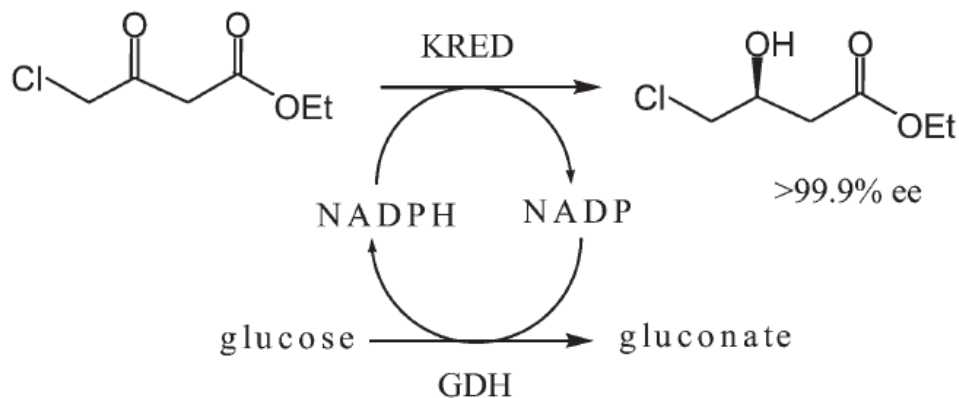 O O KRED OH O
Cl OEt Cl OEt
>99.9% ee
NADPH NADP
glucose gluconate
GDH